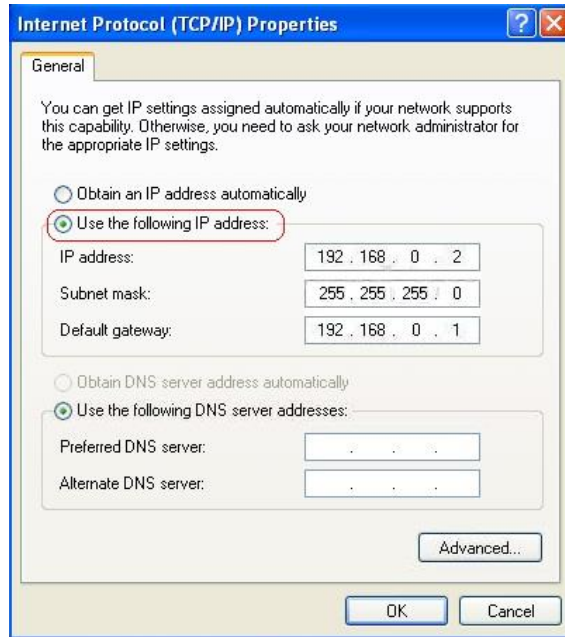 Internet Protocol (TCP/IP) Properties
General
You can get IP settings assigned automatically if your network supports
this capability. Otherwise, you need to ask your network administrator for
the appropriate IP settings.
Obtain an IP address automatically
Use the following IP address:
IP address: 192 . 168 . 0 . 2
Subnet mask: 255 . 255 . 255 . 0
Default gateway: 192 . 168 . 0 . 1
Obtain DNS server address automatically
Use the following DNS server addresses:
Preferred DNS server: . . .
Alternate DNS server: . . .
Advanced...
OK Cancel